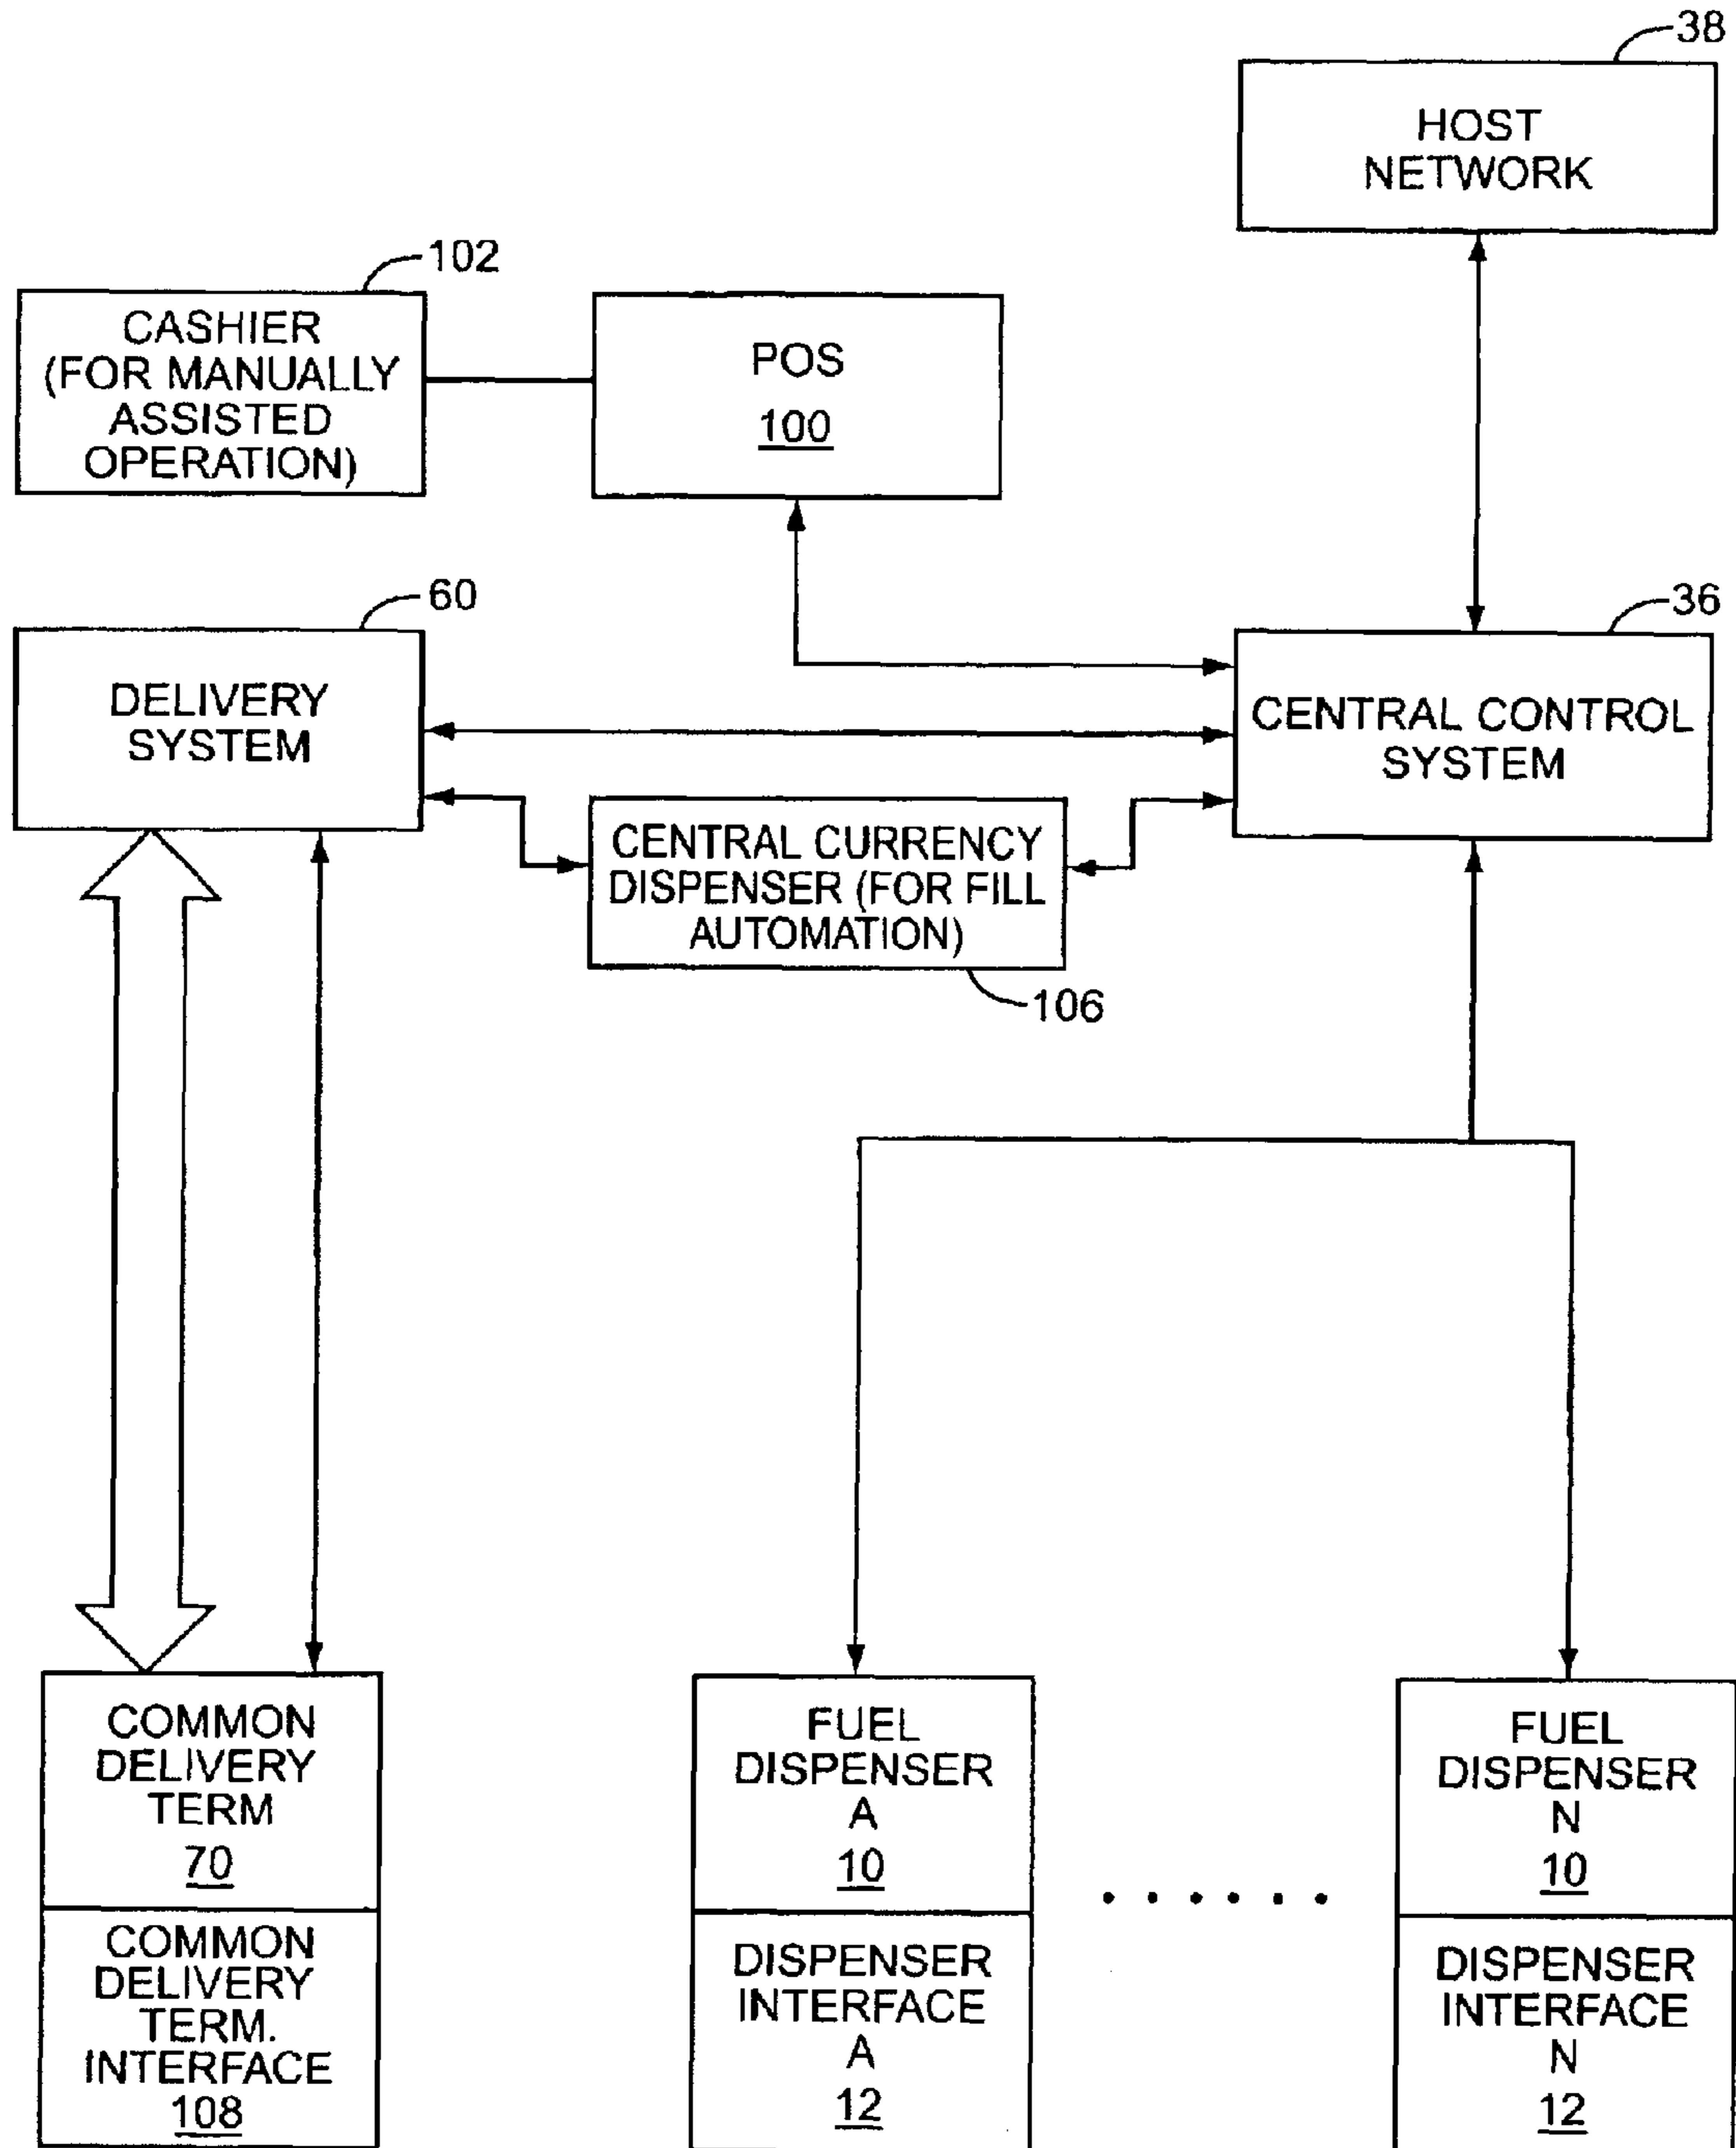 38
HOST
NETWORK
102
CASHIER
(FOR MANUALLY
ASSISTED
OPERATION)
POS
100
60
DELIVERY
SYSTEM
36
CENTRAL CONTROL
SYSTEM
CENTRAL CURRENCY
DISPENSER (FOR FILL
AUTOMATION)
106
COMMON
DELIVERY
TERM
70
COMMON
DELIVERY
TERM.
INTERFACE
108
FUEL
DISPENSER
A
10
DISPENSER
INTERFACE
A
12
FUEL
DISPENSER
N
10
DISPENSER
INTERFACE
N
12